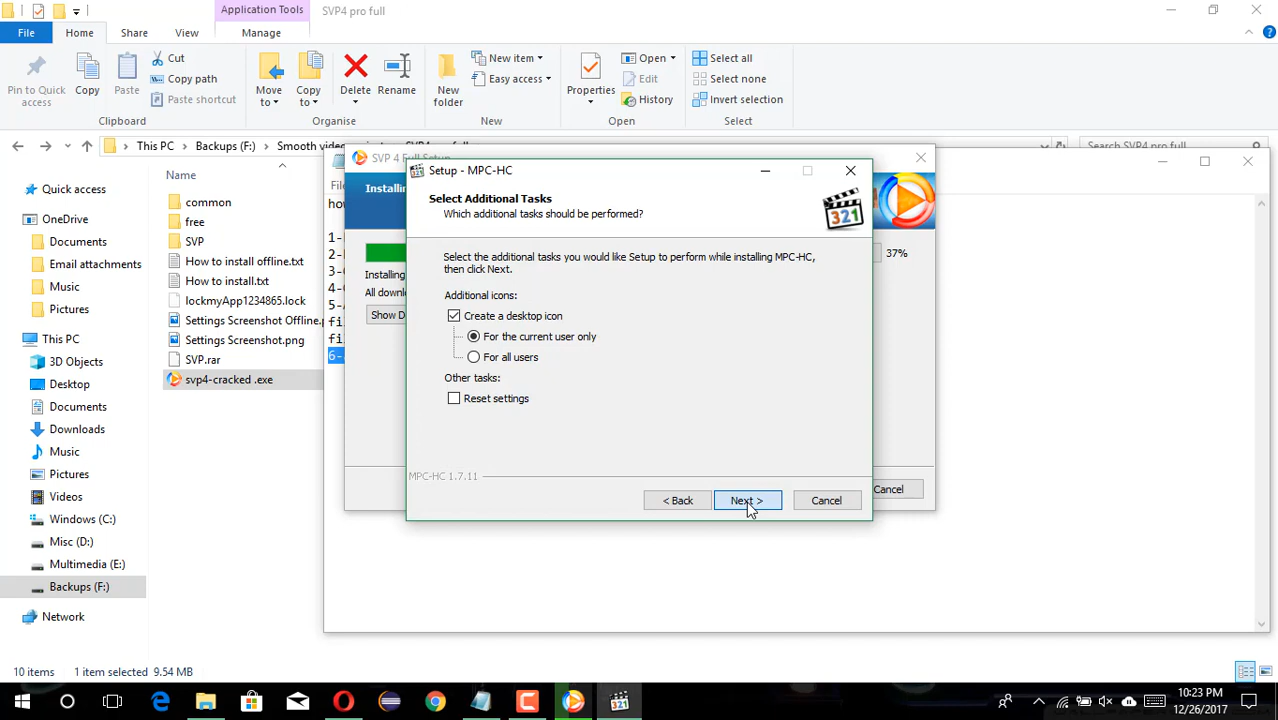 Application Tools
SVP4 pro full
File
Home
Share
View
Manage
Pin to Quick access
Copy
Paste
Cut
Copy path
Paste shortcut
Clipboard
Move to
Copy to
Delete
Rename
Organise
New folder
New item
Easy access
New
Properties
Open
Edit
History
Open
Select all
Select none
Invert selection
Select
This PC
Backups (F:)
Search SVP4 pro full
Quick access
OneDrive
Documents
Email attachments
Music
Pictures
This PC
3D Objects
Desktop
Documents
Downloads
Music
Pictures
Videos
Windows (C:)
Misc (D:)
Multimedia (E:)
Backups (F:)
Network
Name
common
free
SVP
How to install offline.txt
How to install.txt
lockmyApp1234865.lock
Settings Screenshot Offline.p
Settings Screenshot.png
SVP.rar
svp4-cracked .exe
SVP 4 Full Setup
37%
Cancel
Setup - MPC-HC
Select Additional Tasks
Which additional tasks should be performed?
321
Select the additional tasks you would like Setup to perform while installing MPC-HC,
then click Next.
Additional icons:
Create a desktop icon
For the current user only
For all users
Other tasks:
Reset settings
MPC-HC 1.7.11
< Back
Next >
Cancel
10 items
1 item selected 9.54 MB
10:23 PM
12/26/2017